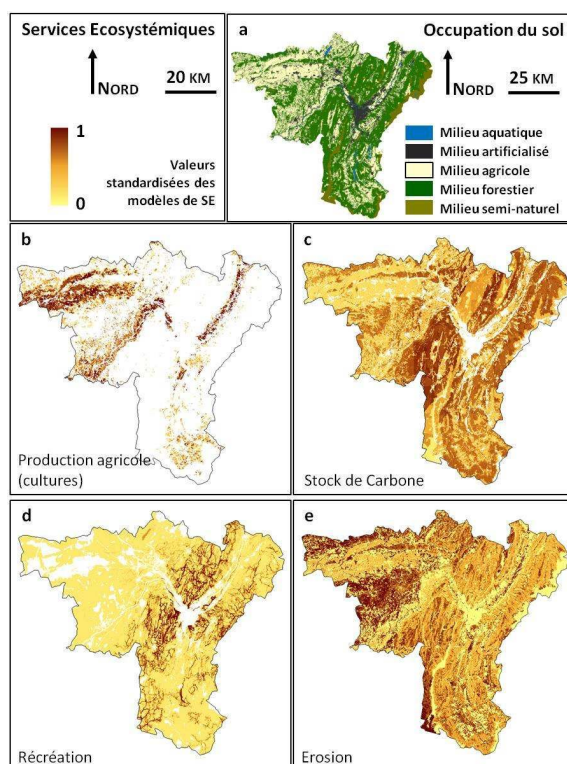 Services Ecosystémiques
NORD
20 KM
1
0
Valeurs
standardisées des
modèles de SE
a
Occupation du sol
NORD
25 KM
Milieu aquatique
Milieu artificialisé
Milieu agricole
Milieu forestier
Milieu semi-naturel
b
Production agricole
(cultures)
c
Stock de Carbone
d
Récréation
e
Erosion